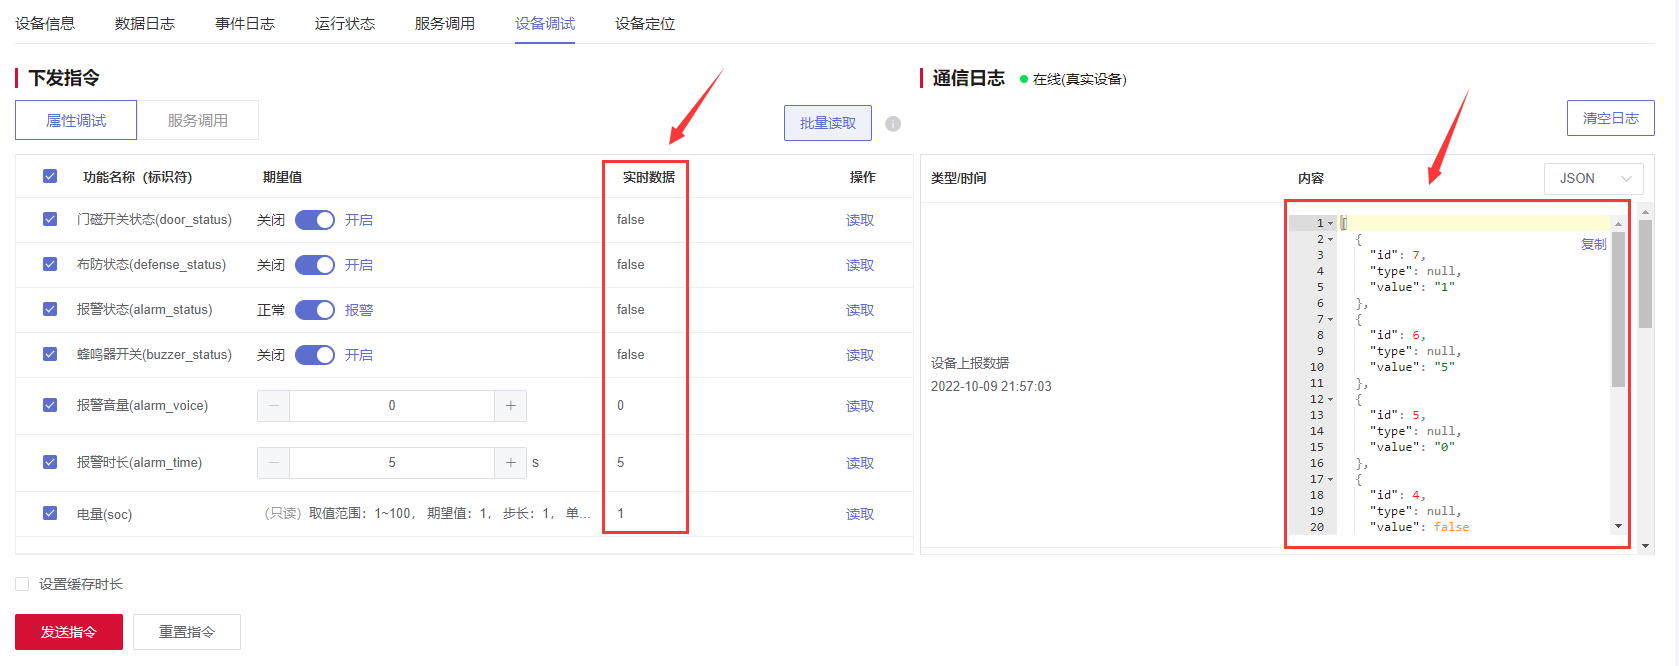 设备信息 数据日志 事件日志 运行状态 服务调用 设备调试 设备定位
下发指令
属性调试 服务调用
批量读取
功能名称（标识符） 期望值 实时数据 操作
门磁开关状态(door_status) 关闭 开启 false 读取
布防状态(defense_status) 关闭 开启 false 读取
报警状态(alarm_status) 正常 报警 false 读取
蜂鸣器开关(buzzer_status) 关闭 开启 false 读取
报警音量(alarm_voice) － 0 + 0 读取
报警时长(alarm_time) － 5 + s 5 读取
电量(soc) （只读）取值范围：1~100， 期望值：1， 步长：1， 单... 1 读取
设置缓存时长
发送指令 重置指令
通信日志 在线(真实设备)
清空日志
类型/时间 内容 JSON
设备上报数据
2022-10-09 21:57:03
复制
1 [
2 {
3 "id": 7,
4 "type": null,
5 "value": "1"
6 },
7 {
8 "id": 6,
9 "type": null,
10 "value": "5"
11 },
12 {
13 "id": 5,
14 "type": null,
15 "value": "0"
16 },
17 {
18 "id": 4,
19 "type": null,
20 "value": false